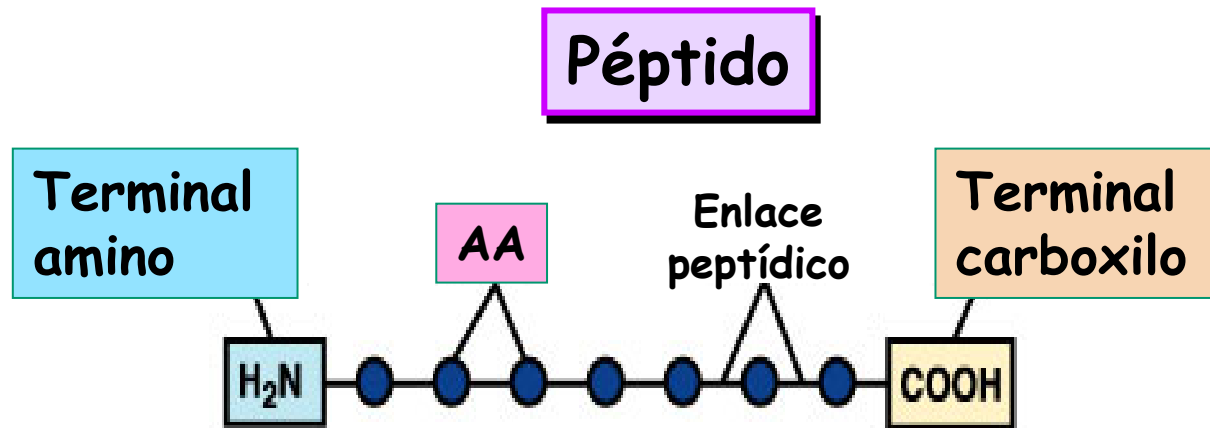 Péptido
Terminal
amino
AA
Enlace
peptídico
Terminal
carboxilo
H₂N
COOH